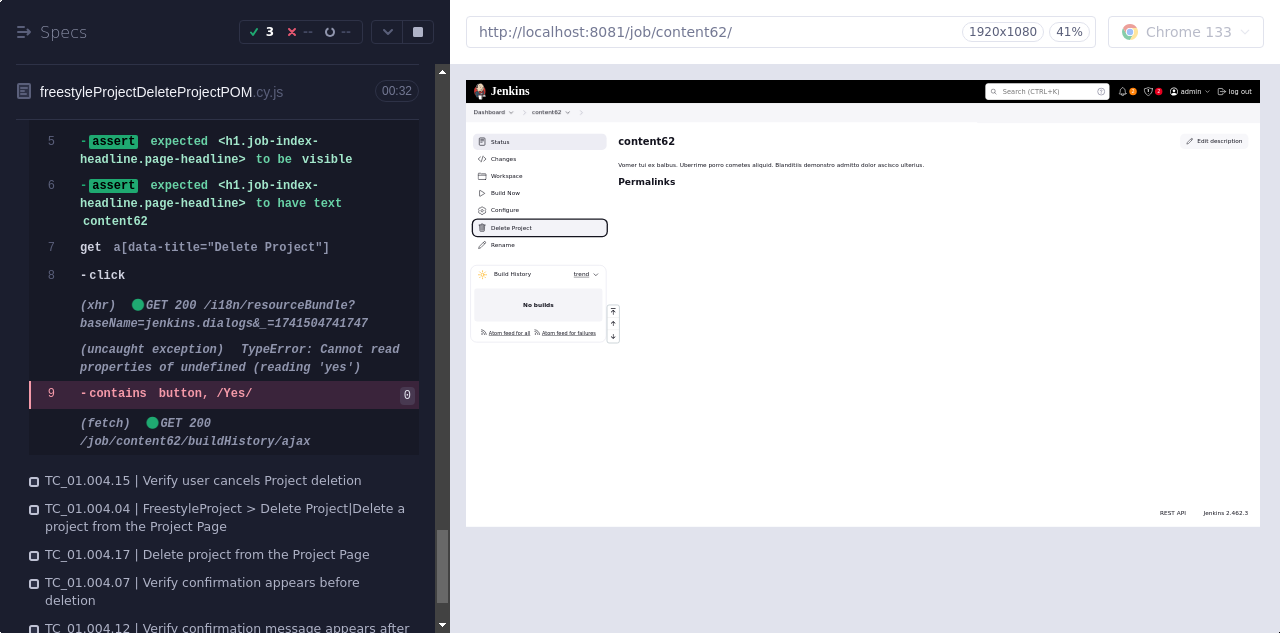 Specs
3
--
--
freestyleProjectDeleteProjectPOM.cy.js
00:32
5 -assert expected <h1.job-index-
headline.page-headline> to be visible
6 -assert expected <h1.job-index-
headline.page-headline> to have text
content62
7 get a[data-title="Delete Project"]
8 -click
(xhr) GET 200 /i18n/resourceBundle?
baseName=jenkins.dialogs&_=1741504741747
(uncaught exception) TypeError: Cannot read
properties of undefined (reading 'yes')
9 -contains button, /Yes/ 0
(fetch) GET 200
/job/content62/buildHistory/ajax
TC_01.004.15 | Verify user cancels Project deletion
TC_01.004.04 | FreestyleProject > Delete Project|Delete a
project from the Project Page
TC_01.004.17 | Delete project from the Project Page
TC_01.004.07 | Verify confirmation appears before
deletion
TC_01.004.12 | Verify confirmation message appears after
http://localhost:8081/job/content62/
1920x1080
41%
Chrome 133
Jenkins
Search (CTRL+K)
2
2
admin
log out
Dashboard
content62
Status
Changes
Workspace
Build Now
Configure
Delete Project
Rename
Build History
trend
No builds
Atom feed for all
Atom feed for failures
content62
Edit description
Vomer tui ex balbus. Uberrime porro cometes aliquid. Blanditiis demonstro admitto dolor ascisco ulterius.
Permalinks
REST API
Jenkins 2.462.3